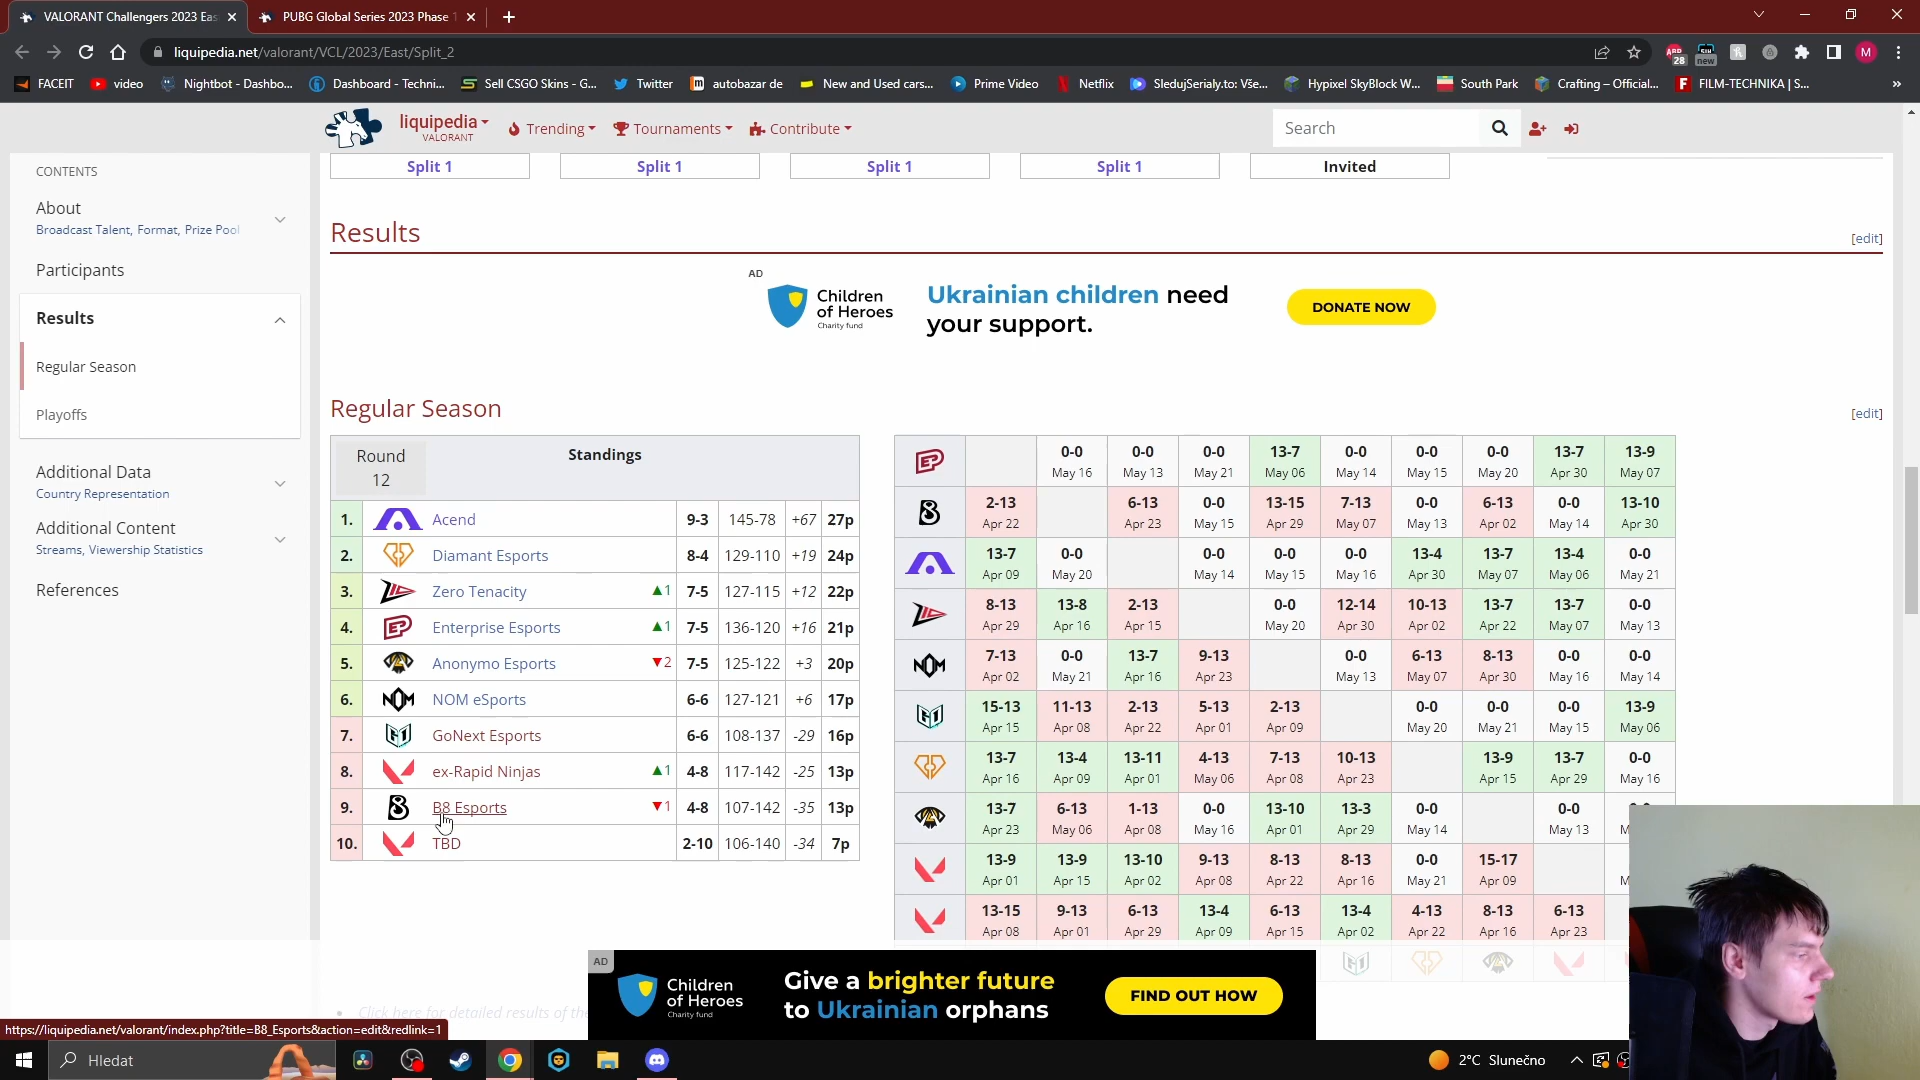 VALORANT Challengers 2023 Eas
PUBG Global Series 2023 Phase 1
liquipedia.net/valorant/VCL/2023/East/Split_2
28
new
M
FACEIT
video
Nightbot - Dashbo...
Dashboard - Techni...
Sell CSGO Skins - G...
Twitter
autobazar de
New and Used cars...
Prime Video
Netflix
SledujSerialy.to: Vše...
Hypixel SkyBlock W...
South Park
Crafting – Official...
FILM-TECHNIKA | S...
liquipedia
VALORANT
Trending
Tournaments
Contribute
Search
CONTENTS
About
Broadcast Talent, Format, Prize Pool
Participants
Results
Regular Season
Playoffs
Additional Data
Country Representation
Additional Content
Streams, Viewership Statistics
References
Split 1 Split 1 Split 1 Split 1 Invited
Results
[edit]
AD
Children of Heroes
Charity fund
Ukrainian children need
your support.
DONATE NOW
Regular Season
[edit]
Round 12
Standings
1. Acend 9-3 145-78 +67 27p
2. Diamant Esports 8-4 129-110 +19 24p
3. Zero Tenacity ▲1 7-5 127-115 +12 22p
4. Enterprise Esports ▲1 7-5 136-120 +16 21p
5. Anonymo Esports ▼2 7-5 125-122 +3 20p
6. NOM eSports 6-6 127-121 +6 17p
7. GoNext Esports 6-6 108-137 -29 16p
8. ex-Rapid Ninjas ▲1 4-8 117-142 -25 13p
9. B8 Esports ▼1 4-8 107-142 -35 13p
10. TBD 2-10 106-140 -34 7p
0-0 0-0 0-0 13-7 0-0 0-0 0-0 13-7 13-9
May 16 May 13 May 21 May 06 May 14 May 15 May 20 Apr 30 May 07
2-13 6-13 0-0 13-15 7-13 0-0 6-13 0-0 13-10
Apr 22 Apr 23 May 15 Apr 29 May 07 May 13 Apr 02 May 14 Apr 30
13-7 0-0 0-0 0-0 0-0 13-4 13-7 13-4 0-0
Apr 09 May 20 May 14 May 15 May 16 Apr 30 May 07 May 06 May 21
8-13 13-8 2-13 0-0 12-14 10-13 13-7 13-7 0-0
Apr 29 Apr 16 Apr 15 May 20 Apr 30 Apr 02 Apr 22 May 07 May 13
7-13 0-0 13-7 9-13 0-0 6-13 8-13 0-0 0-0
Apr 02 May 21 Apr 16 Apr 23 May 13 May 07 Apr 30 May 16 May 14
15-13 11-13 2-13 5-13 2-13 0-0 0-0 0-0 13-9
Apr 15 Apr 08 Apr 22 Apr 01 Apr 09 May 20 May 21 May 15 May 06
13-7 13-4 13-11 4-13 7-13 10-13 13-9 13-7 0-0
Apr 16 Apr 09 Apr 01 May 06 Apr 08 Apr 23 Apr 15 Apr 29 May 16
13-7 6-13 1-13 0-0 13-10 13-3 0-0 0-0
Apr 23 May 06 Apr 08 May 16 Apr 01 Apr 29 May 14 May 13
13-9 13-9 13-10 9-13 8-13 8-13 0-0 15-17
Apr 01 Apr 15 Apr 02 Apr 08 Apr 22 Apr 16 May 21 Apr 09
13-15 9-13 6-13 13-4 6-13 13-4 4-13 8-13 6-13
Apr 08 Apr 01 Apr 29 Apr 09 Apr 15 Apr 02 Apr 22 Apr 16 Apr 23
Click here for detailed results of the
AD
Children of Heroes
Charity fund
Give a brighter future
to Ukrainian orphans
FIND OUT HOW
https://liquipedia.net/valorant/index.php?title=B8_Esports&action=edit&redlink=1
Hledat
2°C Slunečno